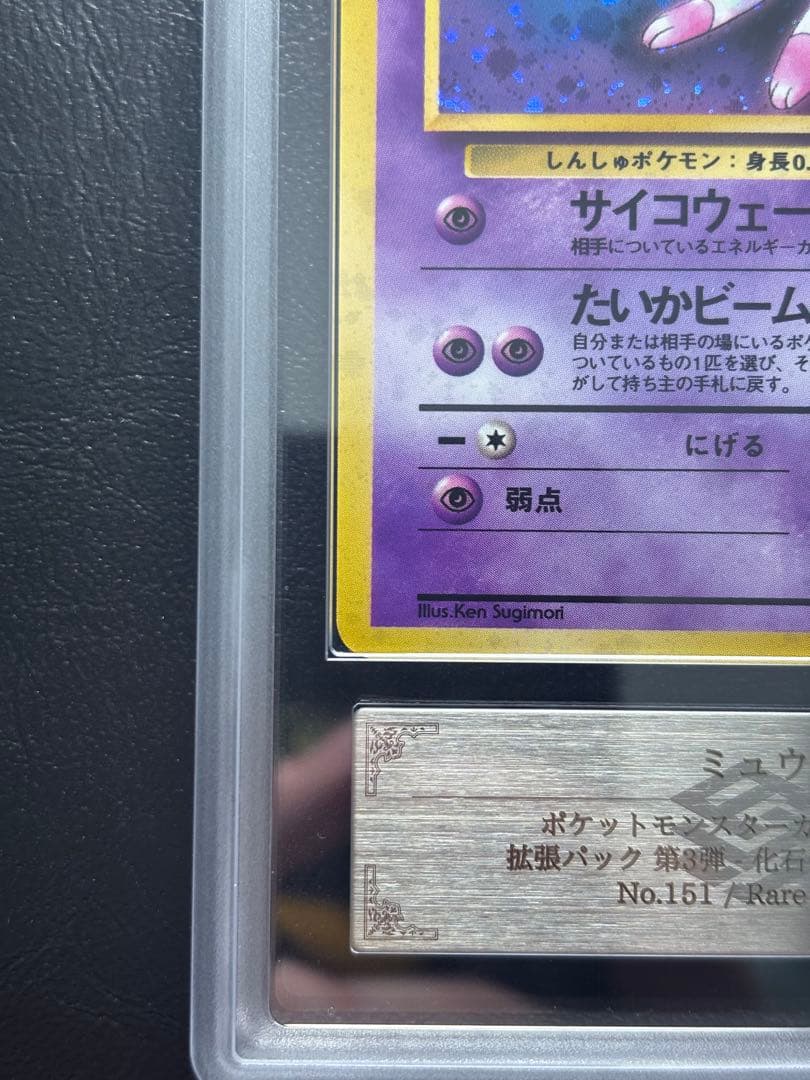 しんしゅポケモン：身長0.
サイコウェー
相手についているエネルギーカ
たいかビーム
自分または相手の場にいるポケ
ついているもの1匹を選び、そ
がして持ち主の手札に戻す。
にげる
弱点
Illus.Ken Sugimori
ミュウ
ポケットモンスターカ
拡張パック 第3弾 - 化石
No.151 / Rare